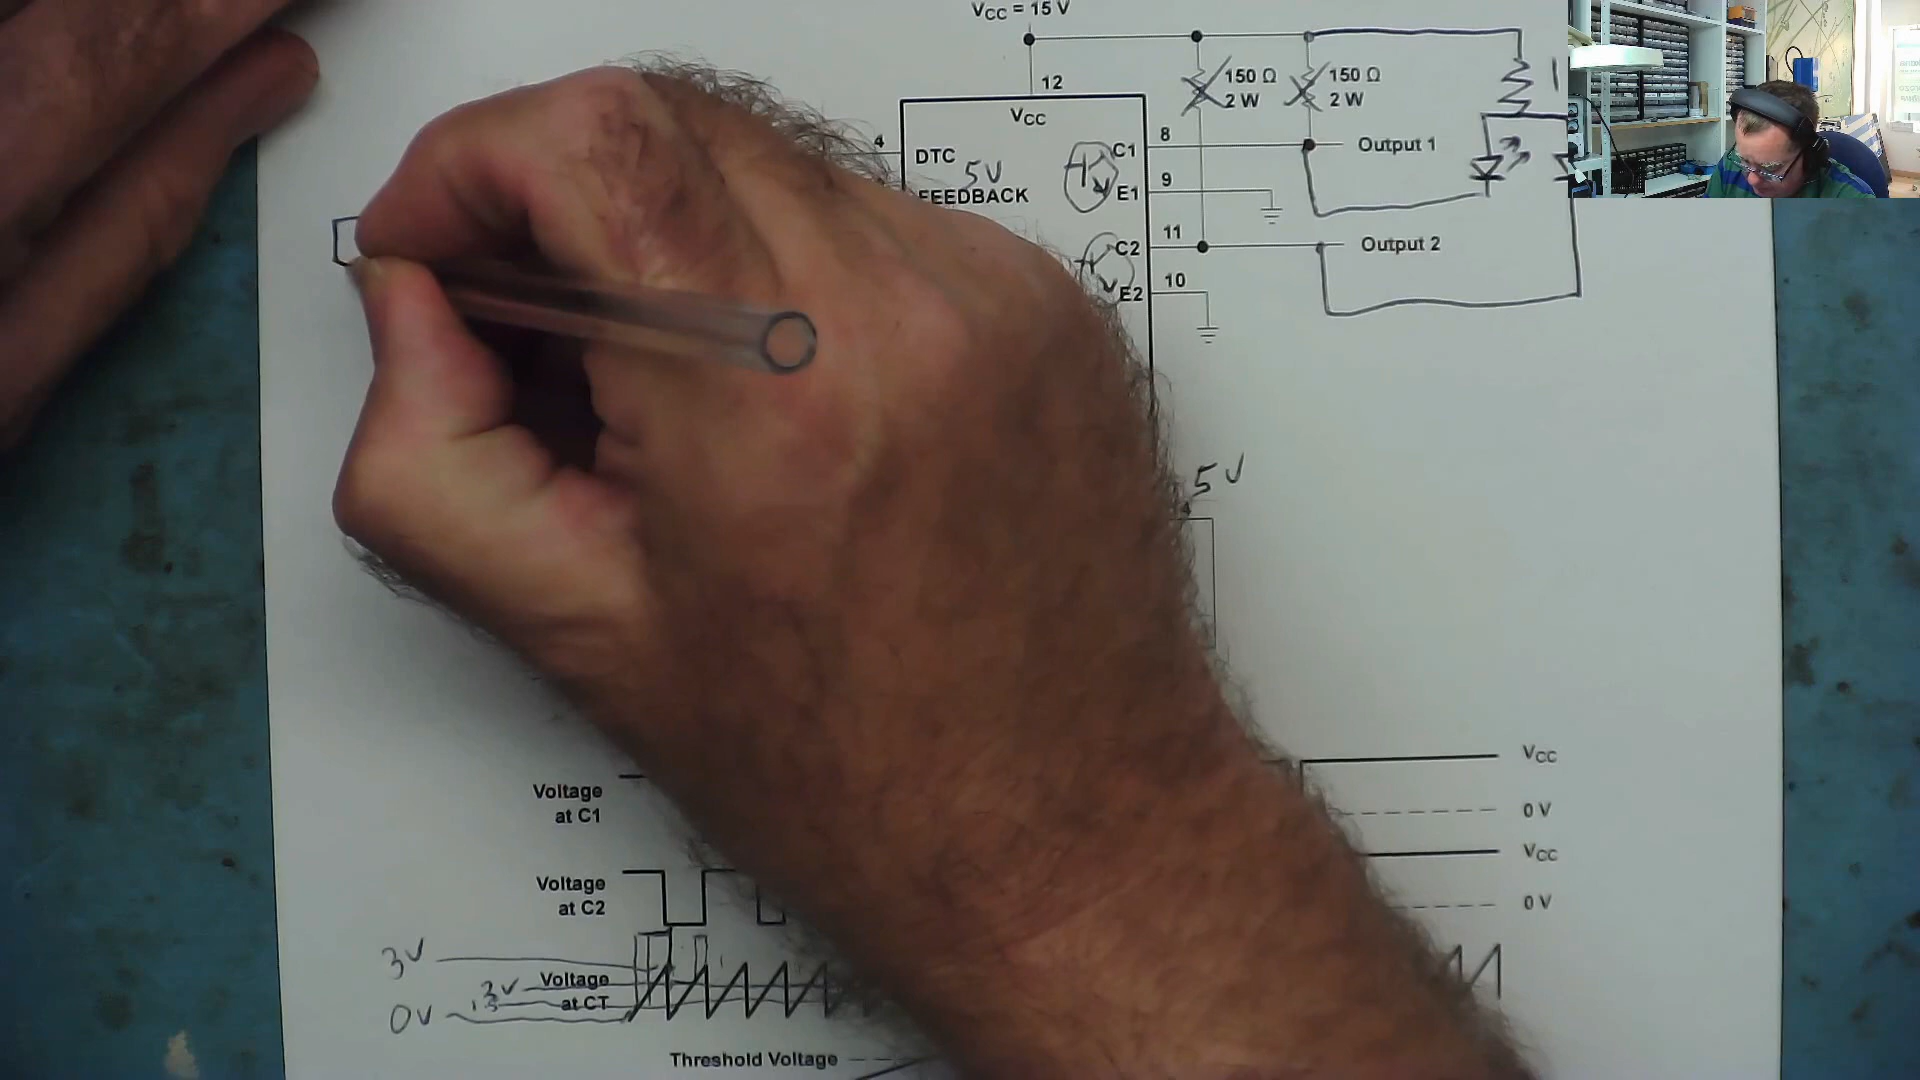 VCC = 15 V
12
VCC
150 Ω
2 W
150 Ω
2 W
4
DTC
5V
FEEDBACK
C1
8
Output 1
E1
9
C2
11
Output 2
E2
10
5V
4
Voltage
at C1
VCC
0 V
Voltage
at C2
VCC
0 V
3V
Voltage
at CT
0V
Threshold Voltage